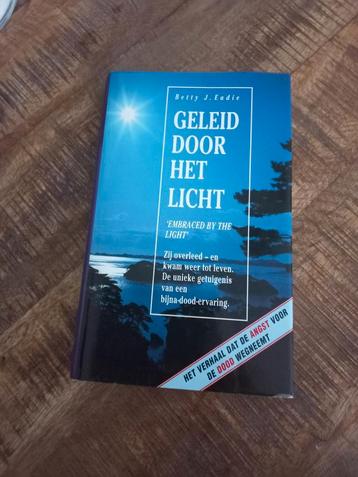 Betty J. Eadie
GELEID
DOOR
HET
LICHT
'EMBRACED BY THE
LIGHT'
Zij overleed – en
kwam weer tot leven.
De unieke getuigenis
van een
bijna-dood-ervaring.
HET VERHAAL DAT DE ANGST VOOR
DE DOOD WEGNEEMT